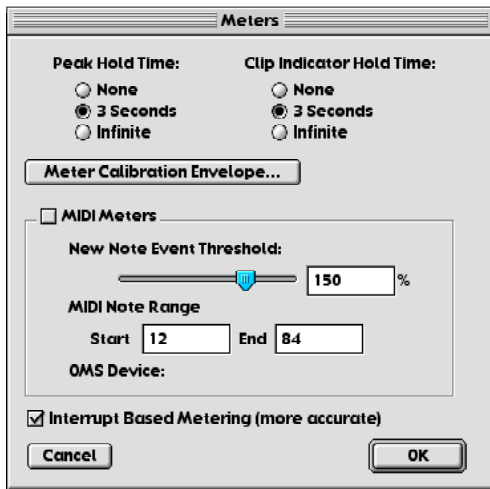 Meters
Peak Hold Time: Clip Indicator Hold Time:
None None
3 Seconds 3 Seconds
Infinite Infinite
Meter Calibration Envelope...
MIDI Meters
New Note Event Threshold:
150 %
MIDI Note Range
Start 12 End 84
OMS Device:
Interrupt Based Metering (more accurate)
Cancel OK